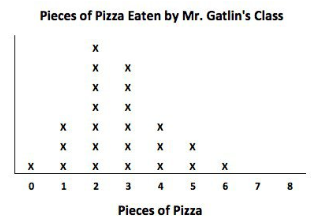 Pieces of Pizza Eaten by Mr. Gatlin's Class
X
X X
X X
X X
X X X X
X X X X X
X X X X X X X
0 1 2 3 4 5 6 7 8
Pieces of Pizza